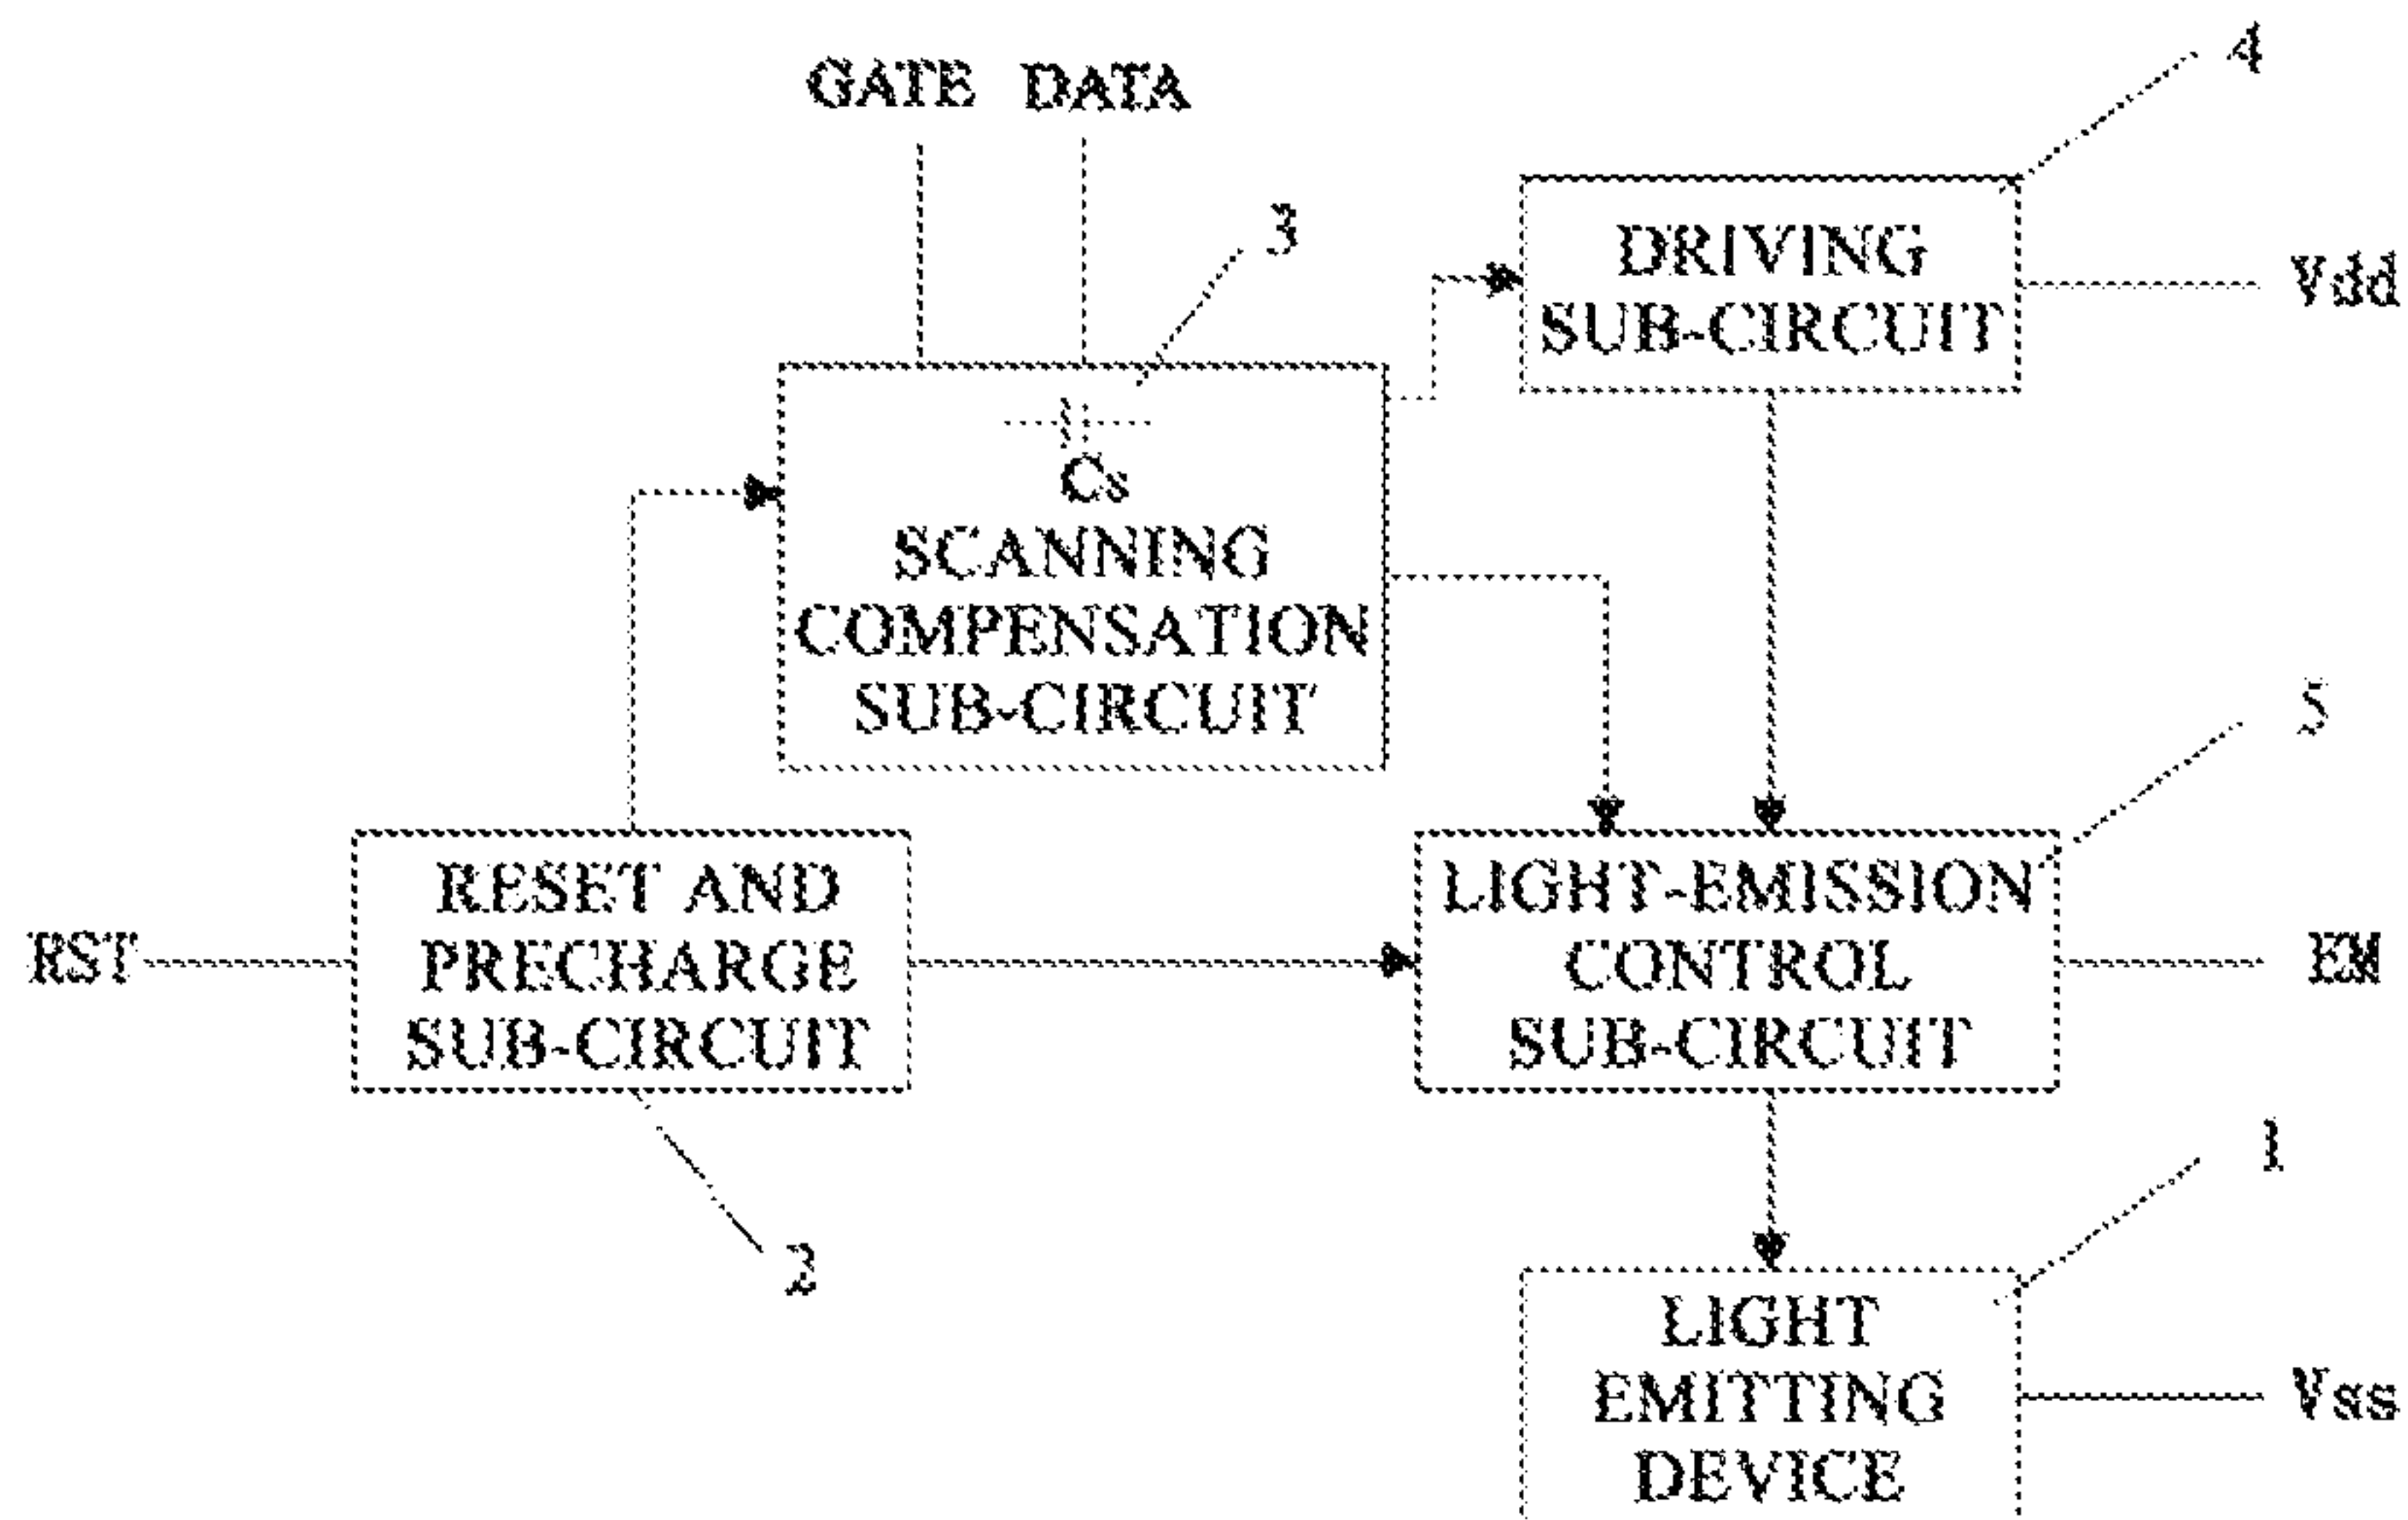 4
GATE DATA
3
DRIVING
SUB-CIRCUIT
Vdd
Cs
SCANNING
COMPENSATION
SUB-CIRCUIT
5
RESET AND
PRECHARGE
SUB-CIRCUIT
RST
LIGHT-EMISSION
CONTROL
SUB-CIRCUIT
EM
1
2
LIGHT
EMITTING
DEVICE
Vss